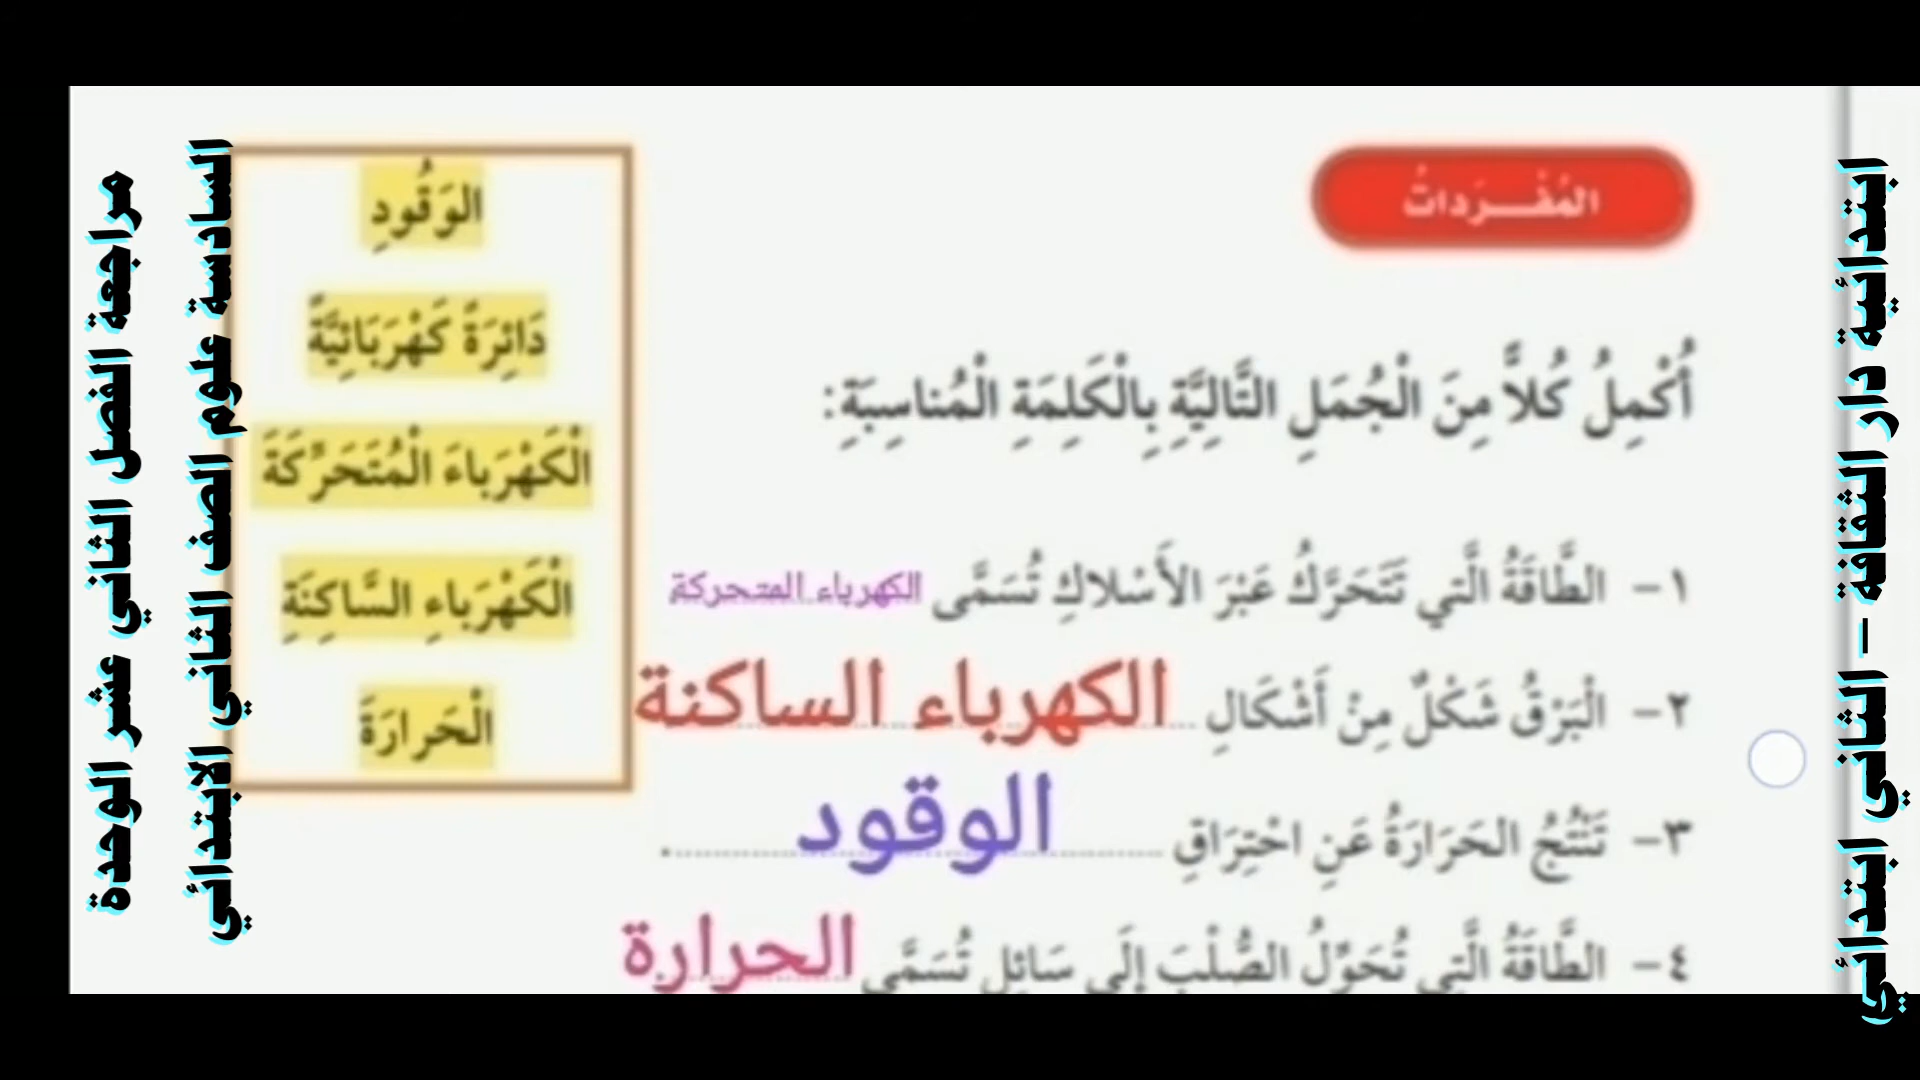 المُفْـــرَداتُ
أُكْمِلُ كُلاًّ مِنَ الْجُمَلِ التَّالِيَّةِ بِالْكَلِمَةِ الْمُناسِبَةِ:
١- الطَّاقَةُ الَّتي تَتَحَرَّكُ عَبْرَ الأَسْلاكِ تُسَمَّى الكهرباء المتحركة
٢- الْبَرْقُ شَكْلٌ مِنْ أَشْكَالِ الكهرباء الساكنة
٣- تَنْتُجُ الحَرَارَةُ عَنِ احْتِرَاقِ الوقود.
٤- الطَّاقَةُ الَّتِي تُحَوِّلُ الصُّلْبَ إِلَى سَائِلٍ تُسَمَّى الحرارة
الوَقُودِ
دَائِرَةً كَهْرَبَائِيَّةً
الْكَهْرَباءَ الْمُتَحَرِّكَةَ
الْكَهْرَباءِ السَّاكِنَةِ
الْحَرارَةَ
مراجعة الفصل الثاني عشر الوحدة
السادسة علوم الصف الثاني الابتدائي
ابتدائية دار الثقافة – الثاني ابتدائي